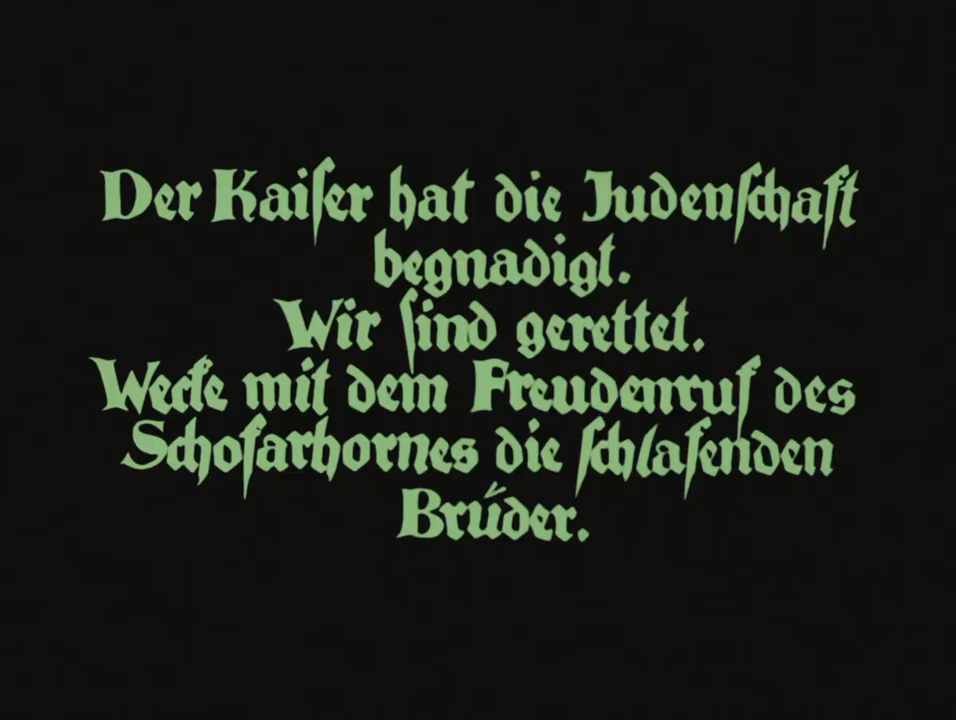 Der Kaiſer hat die Judenſchaft
begnadigt.
Wir ſind gerettet.
Wecke mit dem Freudenruf des
Schofarhornes die ſchlafenden
Brüder.